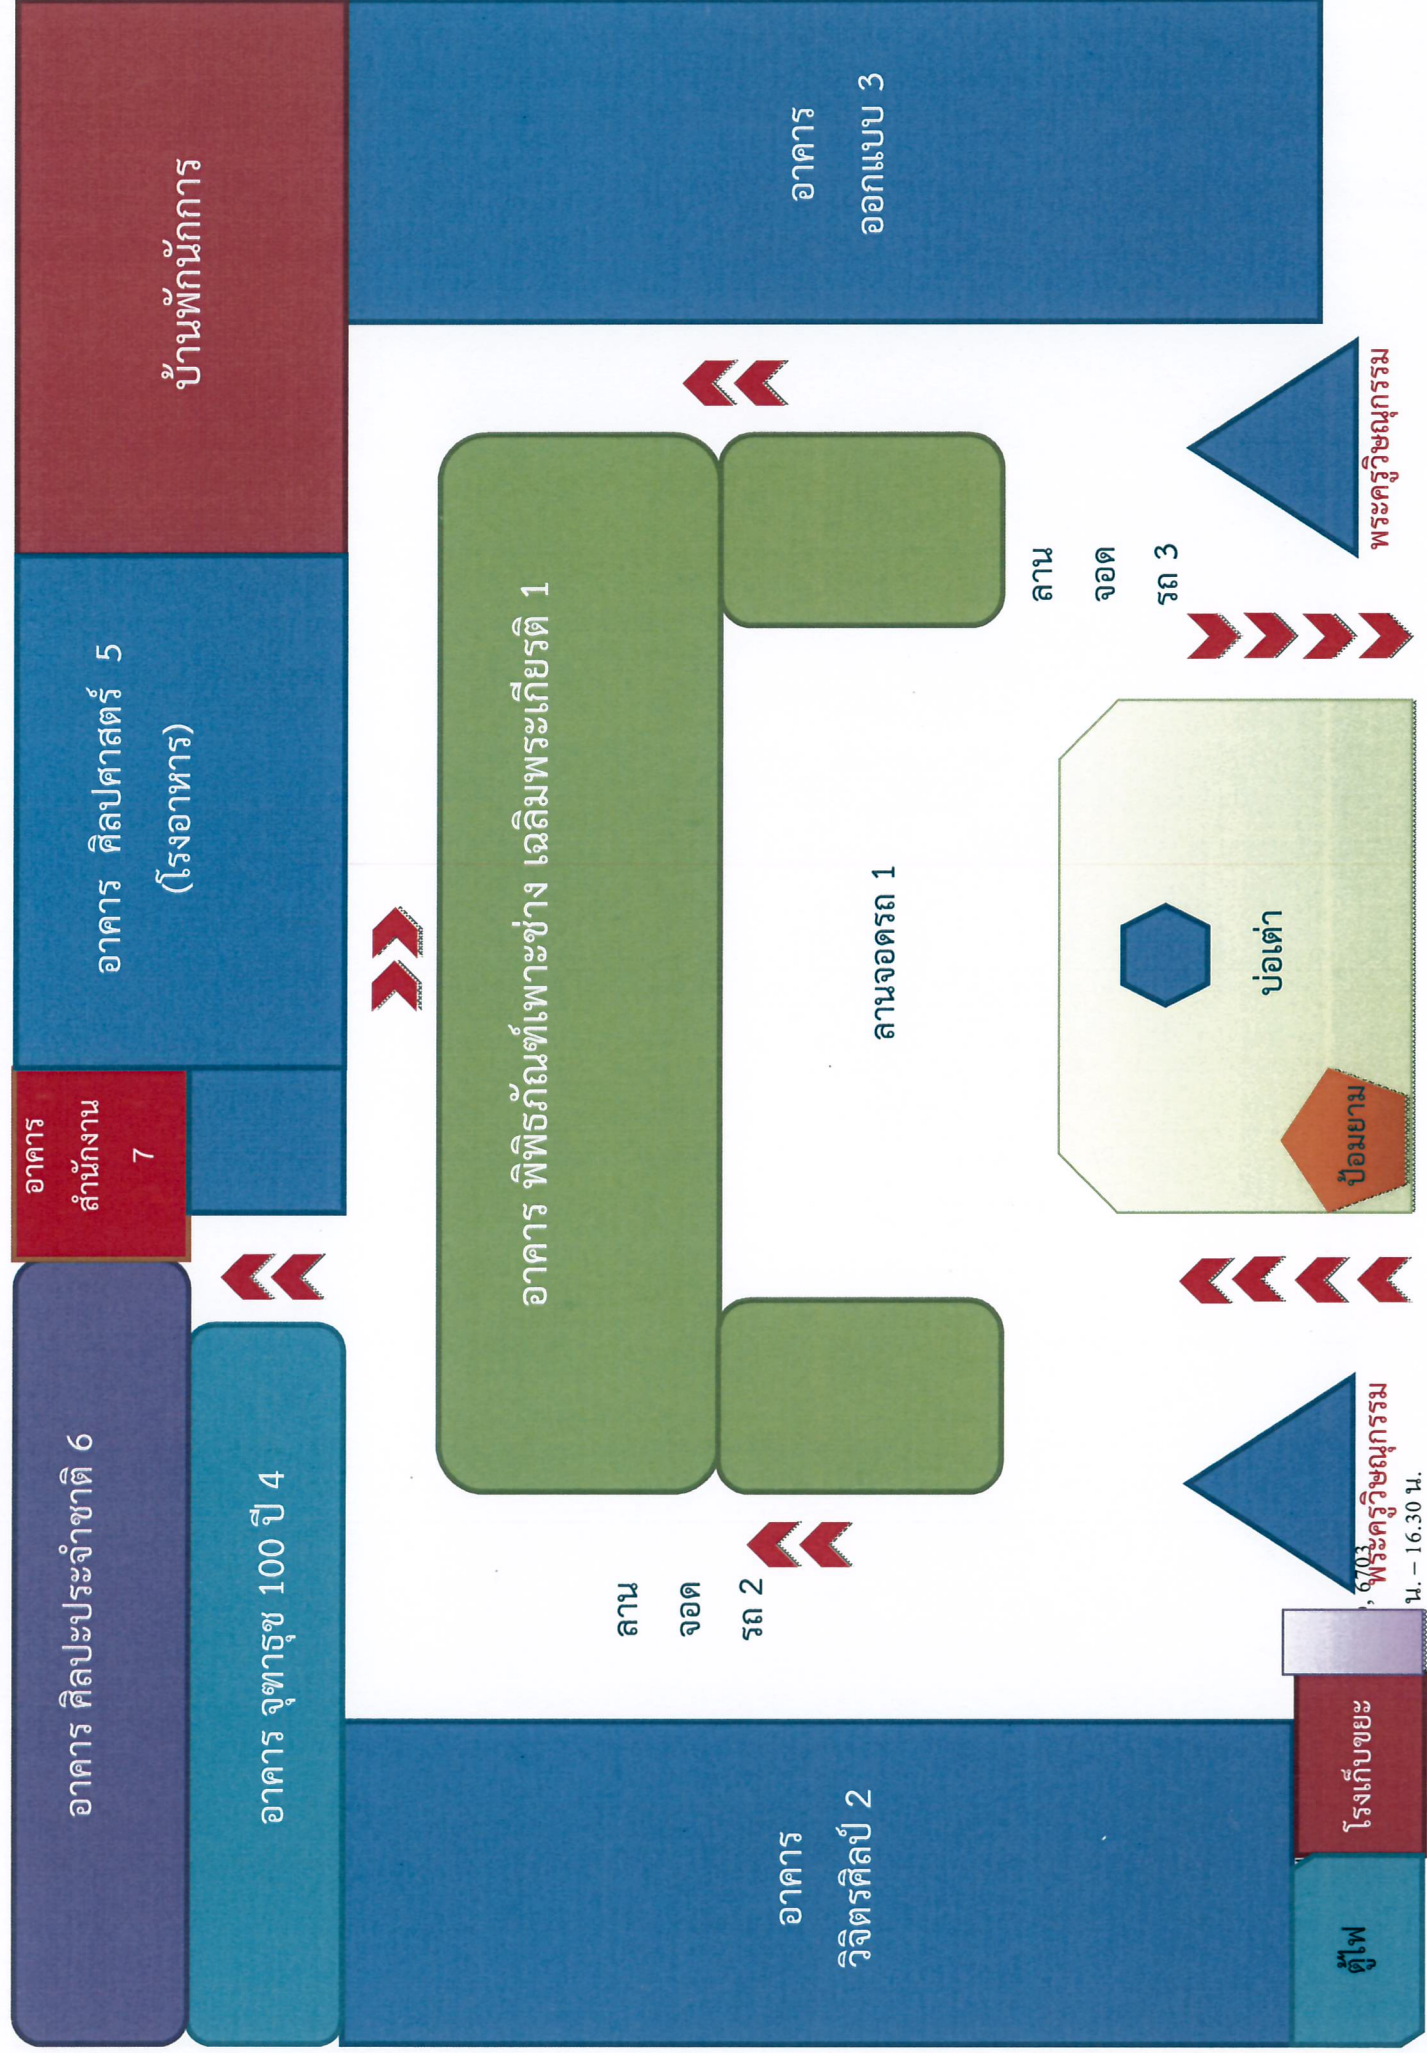 อาคาร ศิลปะประจำชาติ 6
อาคาร
สำนักงาน
7
อาคาร ศิลปศาสตร์ 5
(โรงอาหาร)
บ้านพักนักการ
อาคาร จุฑาธุช 100 ปี 4
อาคาร พิพิธภัณฑ์เพาะช่าง เฉลิมพระเกียรติ 1
ลาน
จอด
รถ 2
อาคาร
วิจิตรศิลป์ 2
ลานจอดรถ 1
อาคาร
ออกแบบ 3
ลาน
จอด
รถ 3
บ่อเต่า
ป้อมยาม
ตู้ไฟ
โรงเก็บขยะ
, 6703
พระครูวิษณุกรรม
พระครูวิษณุกรรม
น. – 16.30 น.